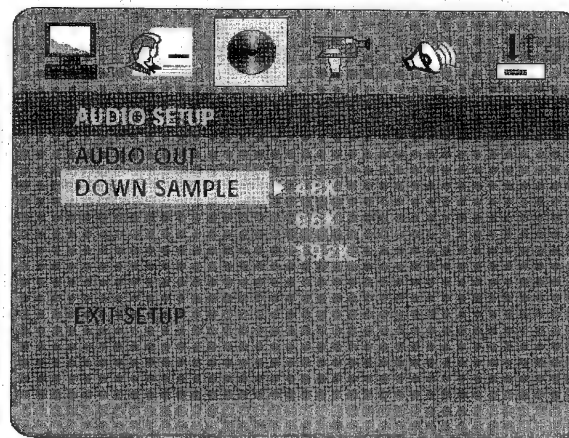 AUDIO SETUP
AUDIO OUT
DOWN SAMPLE
48K
96K
192K
EXIT SETUP